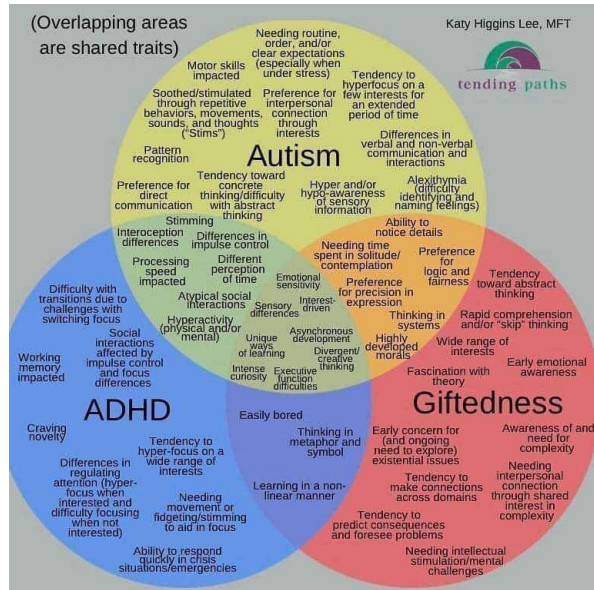 (Overlapping areas
are shared traits)
Katy Higgins Lee, MFT
tending paths
Needing routine,
order, and/or
clear expectations
(especially when
under stress)
Motor skills
impacted
Tendency to
hyperfocus on a
few interests for
an extended
period of time
Soothed/stimulated
through repetitive
behaviors, movements,
sounds, and thoughts
("Stims")
Preference for
interpersonal
connection
through
interests
Differences in
verbal and non-verbal
communication and
interactions
Pattern
recognition
Autism
Preference for
direct
communication
Tendency toward
concrete
thinking/difficulty
with abstract
thinking
Hyper and/or
hypo-awareness
of sensory
information
Alexithymia
(difficulty
identifying and
naming feelings)
Stimming
Interoception
differences
Differences in
impulse control
Processing
speed
impacted
Different
perception
of time
Atypical social
interactions
Hyperactivity
(physical and/or
mental)
Ability to
notice details
Needing time
spent in solitude/
contemplation
Preference
for
logic and
fairness
Preference
for precision in
expression
Thinking in
systems
Highly
developed
morals
Emotional
sensitivity
Sensory
differences
Interest-
driven
Unique
ways
of learning
Asynchronous
development
Divergent/
creative
thinking
Intense
curiosity
Executive
function
difficulties
Difficulty with
transitions due to
challenges with
switching focus
Social
interactions
affected by
impulse control
and focus
differences
Working
memory
impacted
ADHD
Craving
novelty
Tendency to
hyper-focus on a
wide range of
interests
Differences in
regulating
attention (hyper-
focus when
interested and
difficulty focusing
when not
interested)
Needing
movement or
fidgeting/stimming
to aid in focus
Ability to respond
quickly in crisis
situations/emergencies
Easily bored
Thinking in
metaphor and
symbol
Learning in a non-
linear manner
Tendency
toward abstract
thinking
Rapid comprehension
and/or "skip" thinking
Wide range of
interests
Early emotional
awareness
Fascination with
theory
Giftedness
Early concern for
(and ongoing
need to explore)
existential issues
Awareness of and
need for
complexity
Tendency to
make connections
across domains
Needing
interpersonal
connection
through shared
interest in
complexity
Tendency to
predict consequences
and foresee problems
Needing intellectual
stimulation/mental
challenges